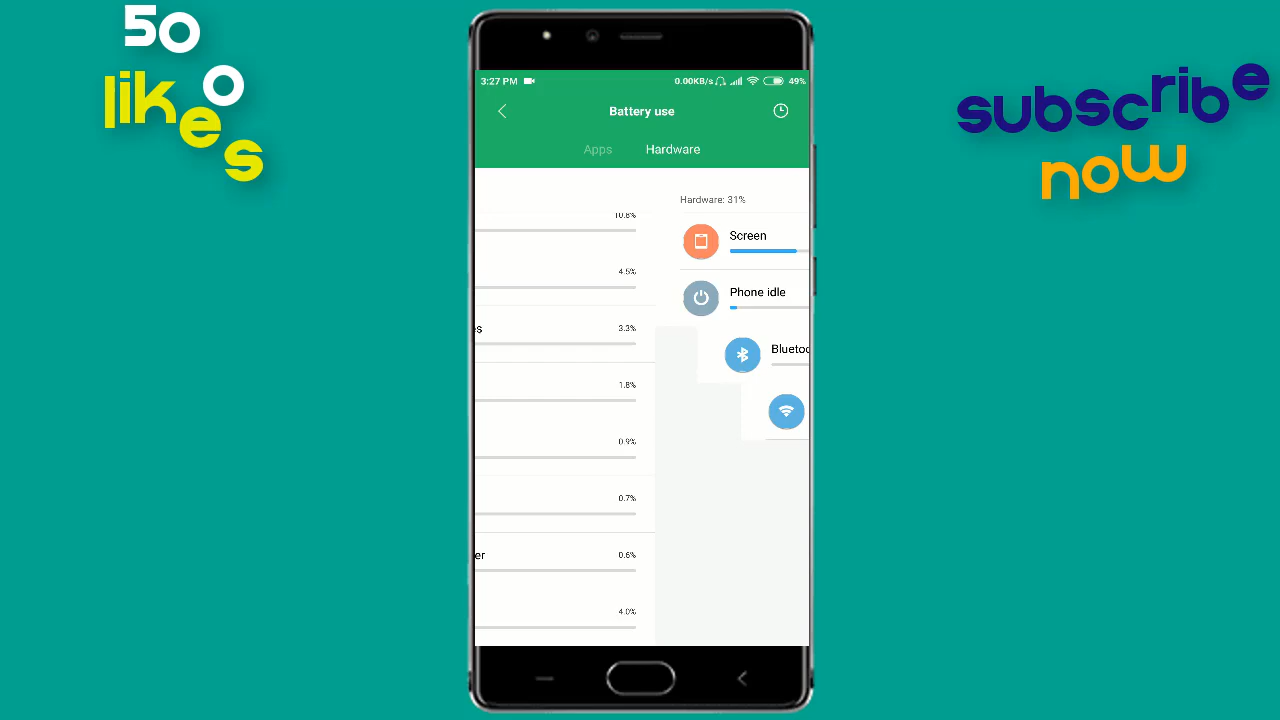 50
likes
0
subscribe
now
3:27 PM
0.00KB/s
49%
Battery use
Apps
Hardware
10.8%
4.5%
es
3.3%
1.8%
0.9%
0.7%
er
0.6%
4.0%
Hardware: 31%
Screen
Phone idle
Bluetoo